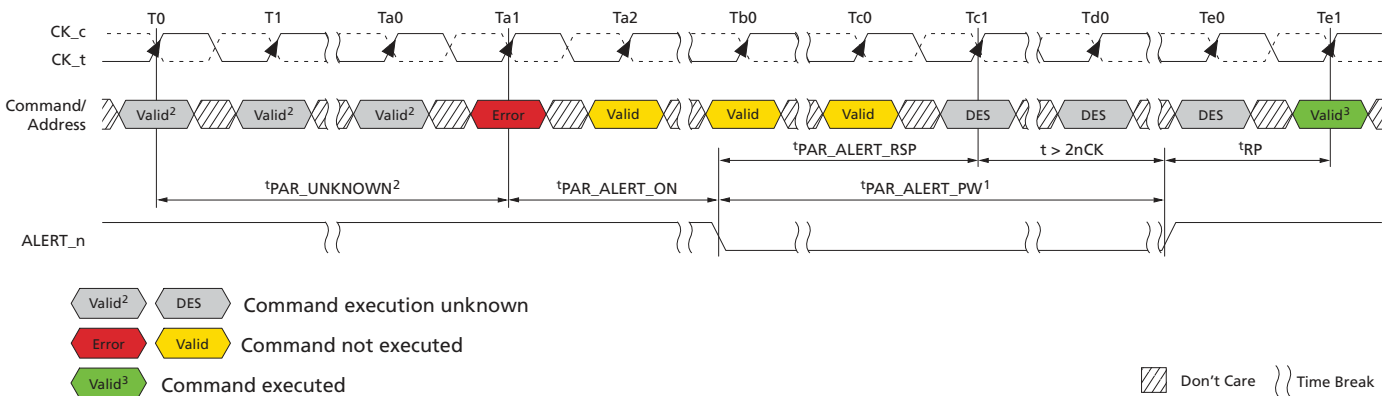 T0 T1 Ta0 Ta1 Ta2 Tb0 Tc0 Tc1 Td0 Te0 Te1
CK_c
CK_t
Command/
Address
Valid² Valid² Valid² Error Valid Valid Valid DES DES DES Valid³
tPAR_ALERT_RSP t > 2nCK tRP
tPAR_UNKNOWN² tPAR_ALERT_ON tPAR_ALERT_PW¹
ALERT_n
Valid² DES Command execution unknown
Error Valid Command not executed
Valid³ Command executed
Don't Care Time Break